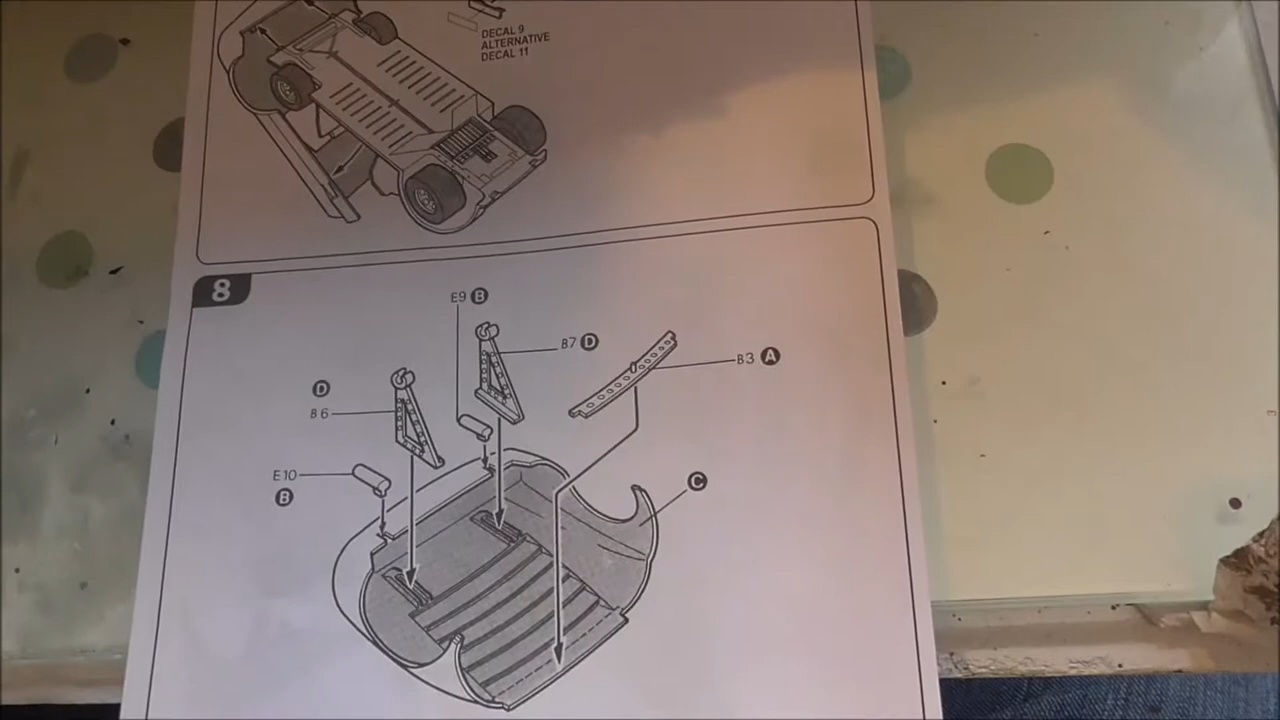 DECAL 9
ALTERNATIVE
DECAL 11
8
E9 B
B7 D
B3 A
D
B6
E10
B
C